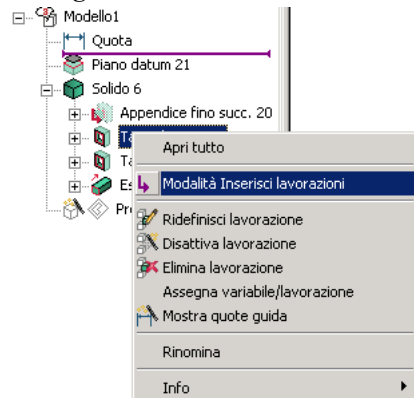 Modello1
Quota
Piano datum 21
Solido 6
Appendice fino succ. 20
Apri tutto
Modalità Inserisci lavorazioni
Ridefinisci lavorazione
Disattiva lavorazione
Elimina lavorazione
Assegna variabile/lavorazione
Mostra quote guida
Rinomina
Info